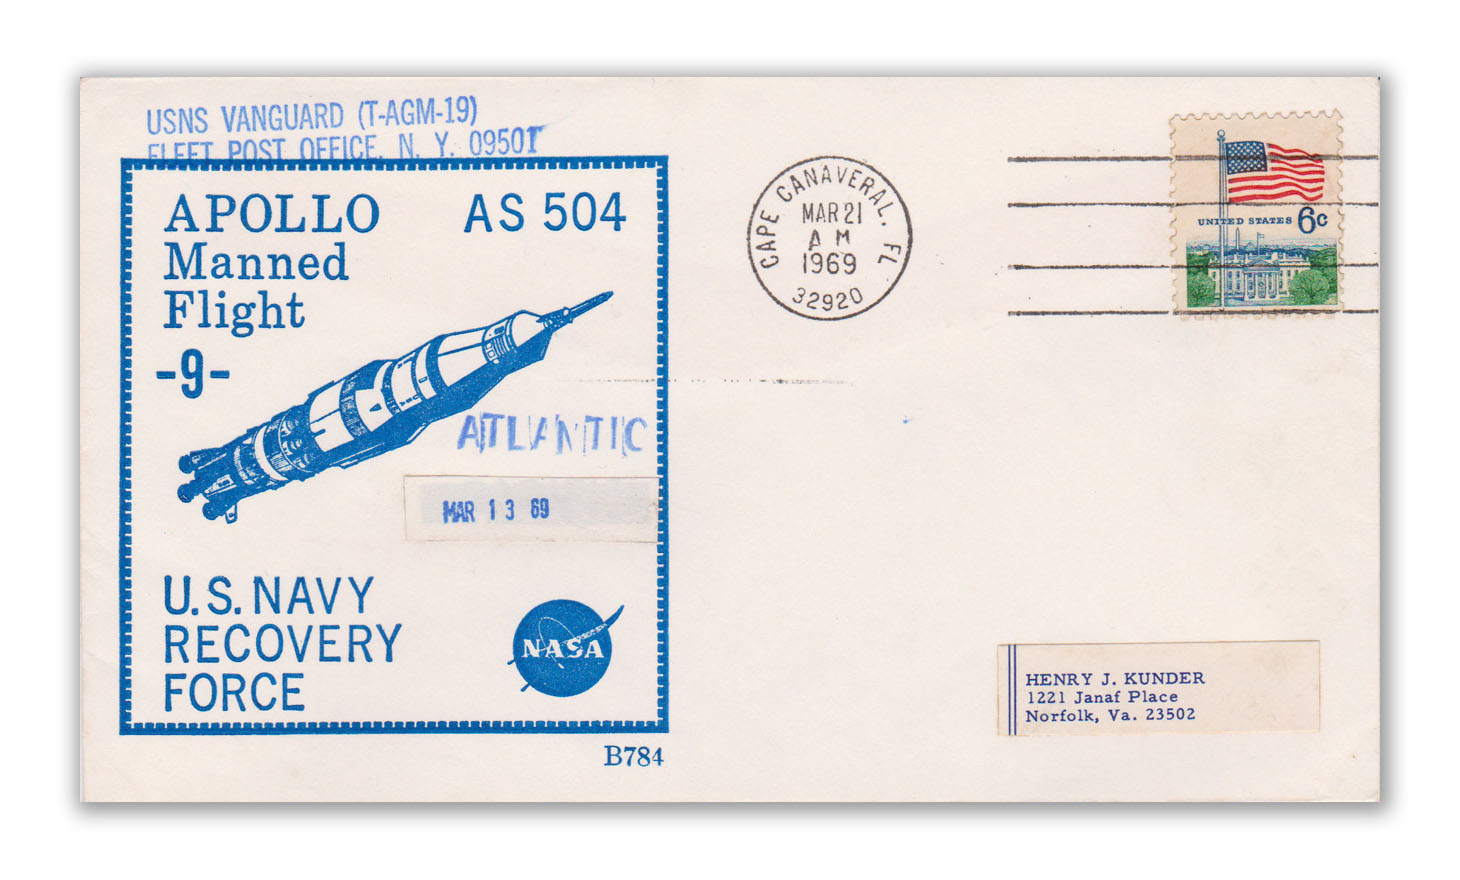 USNS VANGUARD (T-AGM-19)
FLEET POST OFFICE, N. Y. 09501
APOLLO AS 504
Manned
Flight
-9-
ATLANTIC
MAR 13 69
U.S. NAVY
RECOVERY
FORCE
NASA
B784
CAPE CANAVERAL, FL
MAR 21
AM
1969
32920
UNITED STATES 6c
HENRY J. KUNDER
1221 Janaf Place
Norfolk, Va. 23502